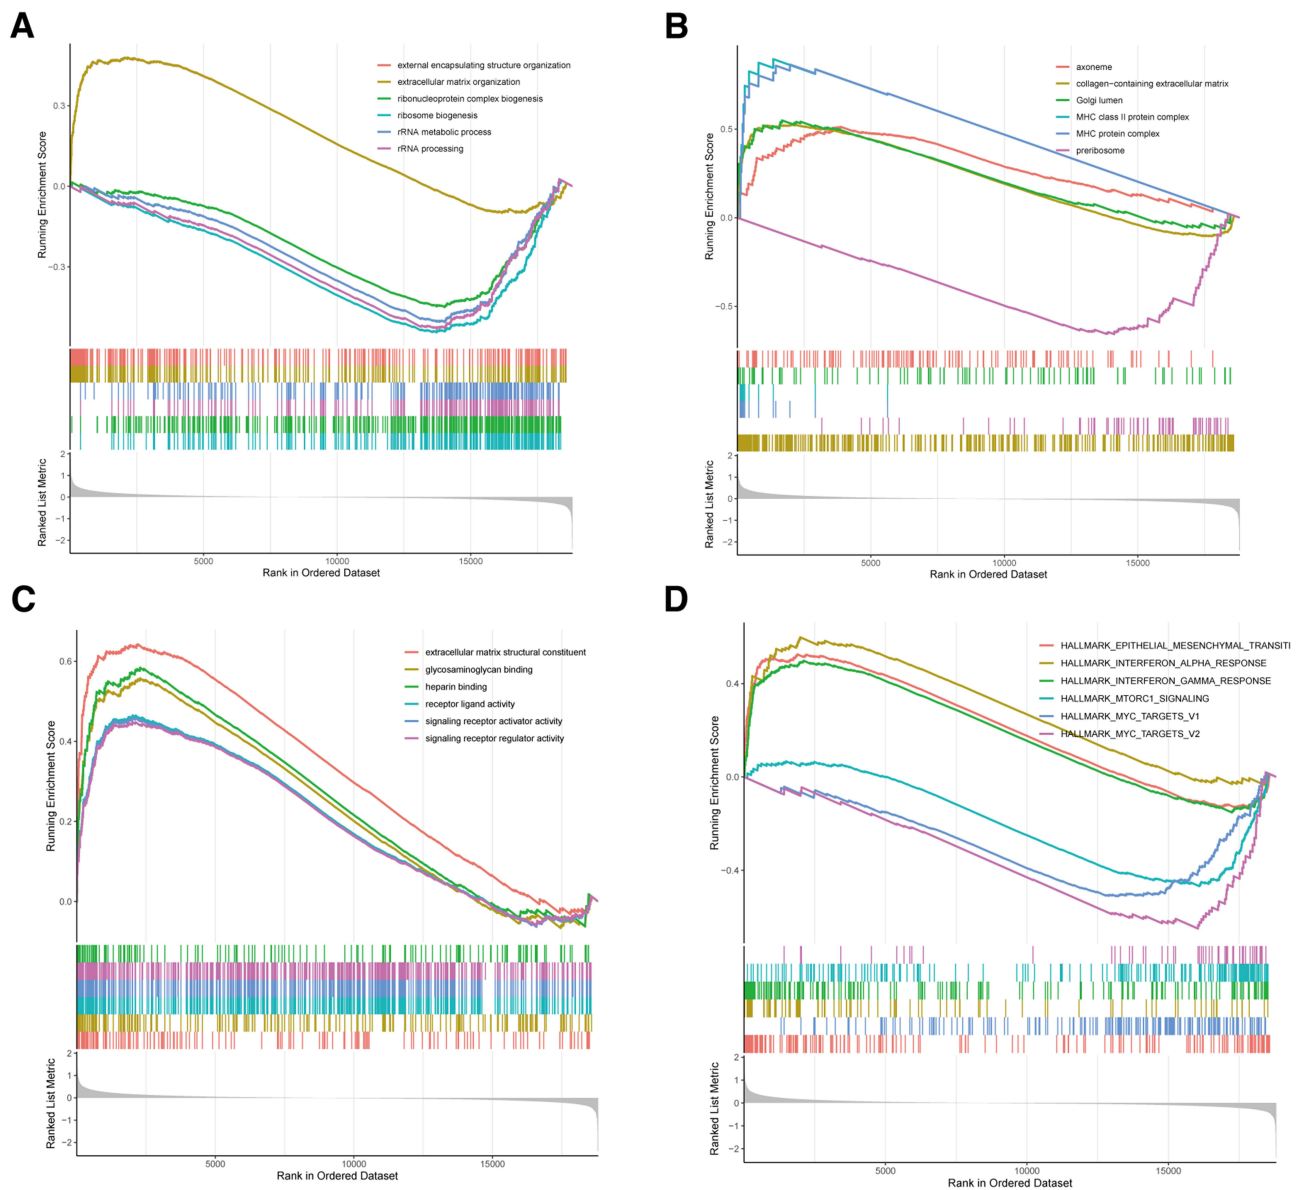 A
Running Enrichment Score
0.3
0.0
−0.3
external encapsulating structure organization
extracellular matrix organization
ribonucleoprotein complex biogenesis
ribosome biogenesis
rRNA metabolic process
rRNA processing
Ranked List Metric
2
1
0
−1
−2
5000 10000 15000
Rank in Ordered Dataset
B
Running Enrichment Score
0.5
0.0
−0.5
axoneme
collagen−containing extracellular matrix
Golgi lumen
MHC class II protein complex
MHC protein complex
preribosome
Ranked List Metric
2
1
0
−1
−2
5000 10000 15000
Rank in Ordered Dataset
C
Running Enrichment Score
0.6
0.4
0.2
0.0
extracellular matrix structural constituent
glycosaminoglycan binding
heparin binding
receptor ligand activity
signaling receptor activator activity
signaling receptor regulator activity
Ranked List Metric
2
1
0
−1
−2
5000 10000 15000
Rank in Ordered Dataset
D
Running Enrichment Score
0.4
0.0
−0.4
HALLMARK_EPITHELIAL_MESENCHYMAL_TRANSITI
HALLMARK_INTERFERON_ALPHA_RESPONSE
HALLMARK_INTERFERON_GAMMA_RESPONSE
HALLMARK_MTORC1_SIGNALING
HALLMARK_MYC_TARGETS_V1
HALLMARK_MYC_TARGETS_V2
Ranked List Metric
2
1
0
−1
−2
5000 10000 15000
Rank in Ordered Dataset